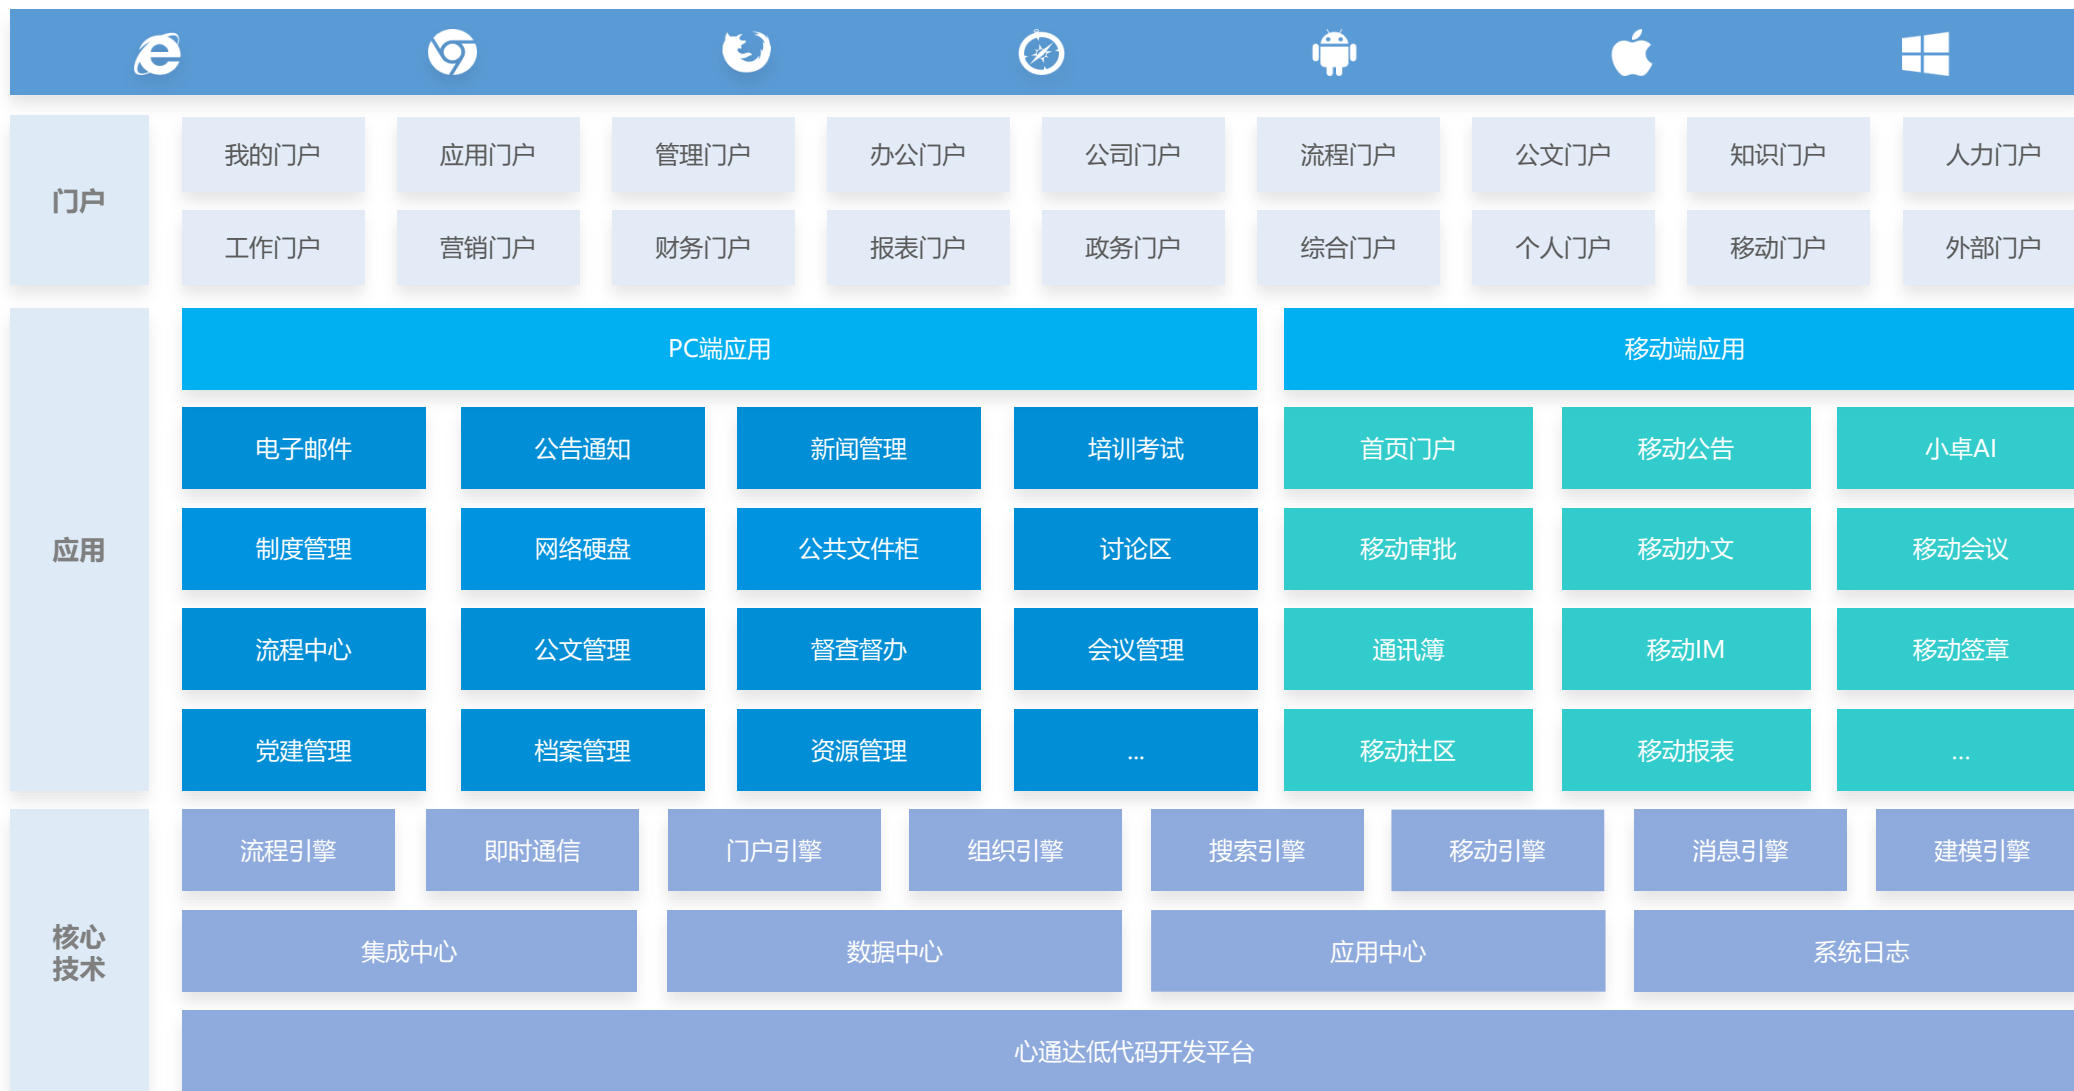 门户
我的门户
应用门户
管理门户
办公门户
公司门户
流程门户
公文门户
知识门户
人力门户
工作门户
营销门户
财务门户
报表门户
政务门户
综合门户
个人门户
移动门户
外部门户
应用
PC端应用
移动端应用
电子邮件
公告通知
新闻管理
培训考试
首页门户
移动公告
小卓AI
制度管理
网络硬盘
公共文件柜
讨论区
移动审批
移动办文
移动会议
流程中心
公文管理
督查督办
会议管理
通讯簿
移动IM
移动签章
党建管理
档案管理
资源管理
...
移动社区
移动报表
...
核心
技术
流程引擎
即时通信
门户引擎
组织引擎
搜索引擎
移动引擎
消息引擎
建模引擎
集成中心
数据中心
应用中心
系统日志
心通达低代码开发平台